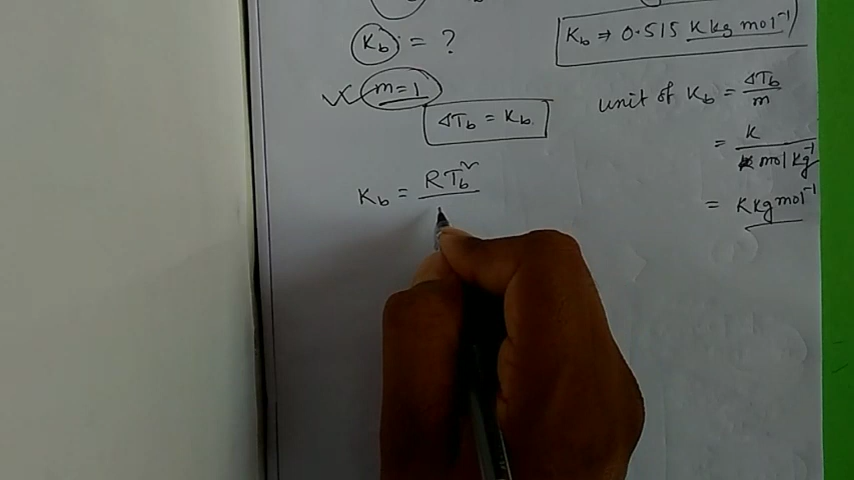 Kb = ?
m=1
ΔTb = Kb.
Kb = RTb²/
Kb ⇒ 0.515 K kg mol⁻¹
unit of Kb = ΔTb/m
= K/mol kg⁻¹
= K kg mol⁻¹